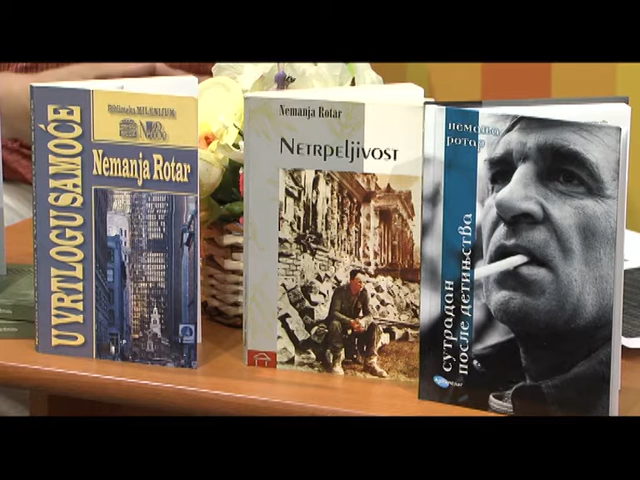 U VRTLOGU SAMOĆE
Biblioteka MILENIJUM
Nemanja Rotar
Nemanja Rotar
Netrpeljivost
немања
ротар
сутрадан
после детињства